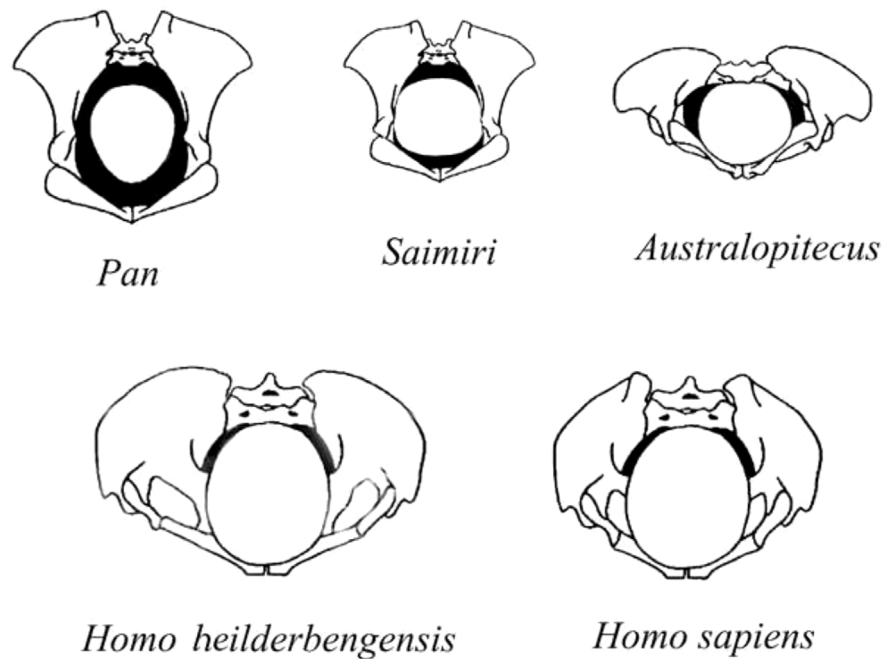 Pan
Saimiri
Australopitecus
Homo heilderbengensis
Homo sapiens